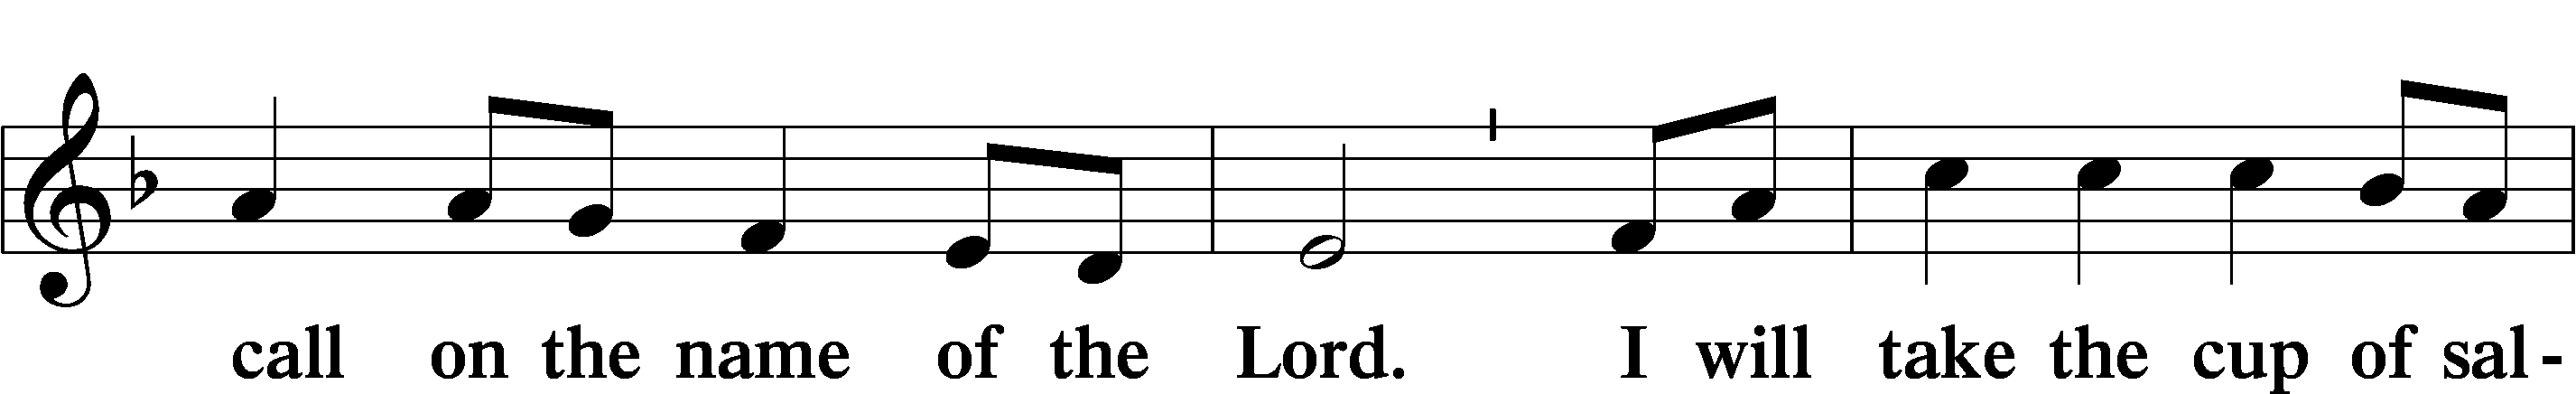 call on the name of the Lord. I will take the cup of sal-